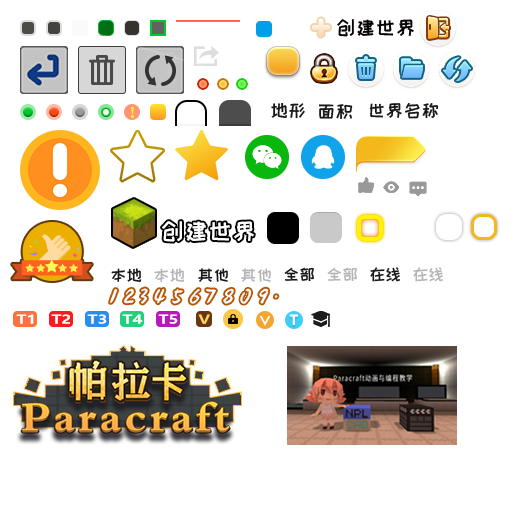 创建世界
地形 面积 世界名称
创建世界
本地 本地 其他 其他 全部 全部 在线 在线
1234567890.
T1 T2 T3 T4 T5 V V T
帕拉卡
Paracraft
Paracraft动画与编程教学
NPL